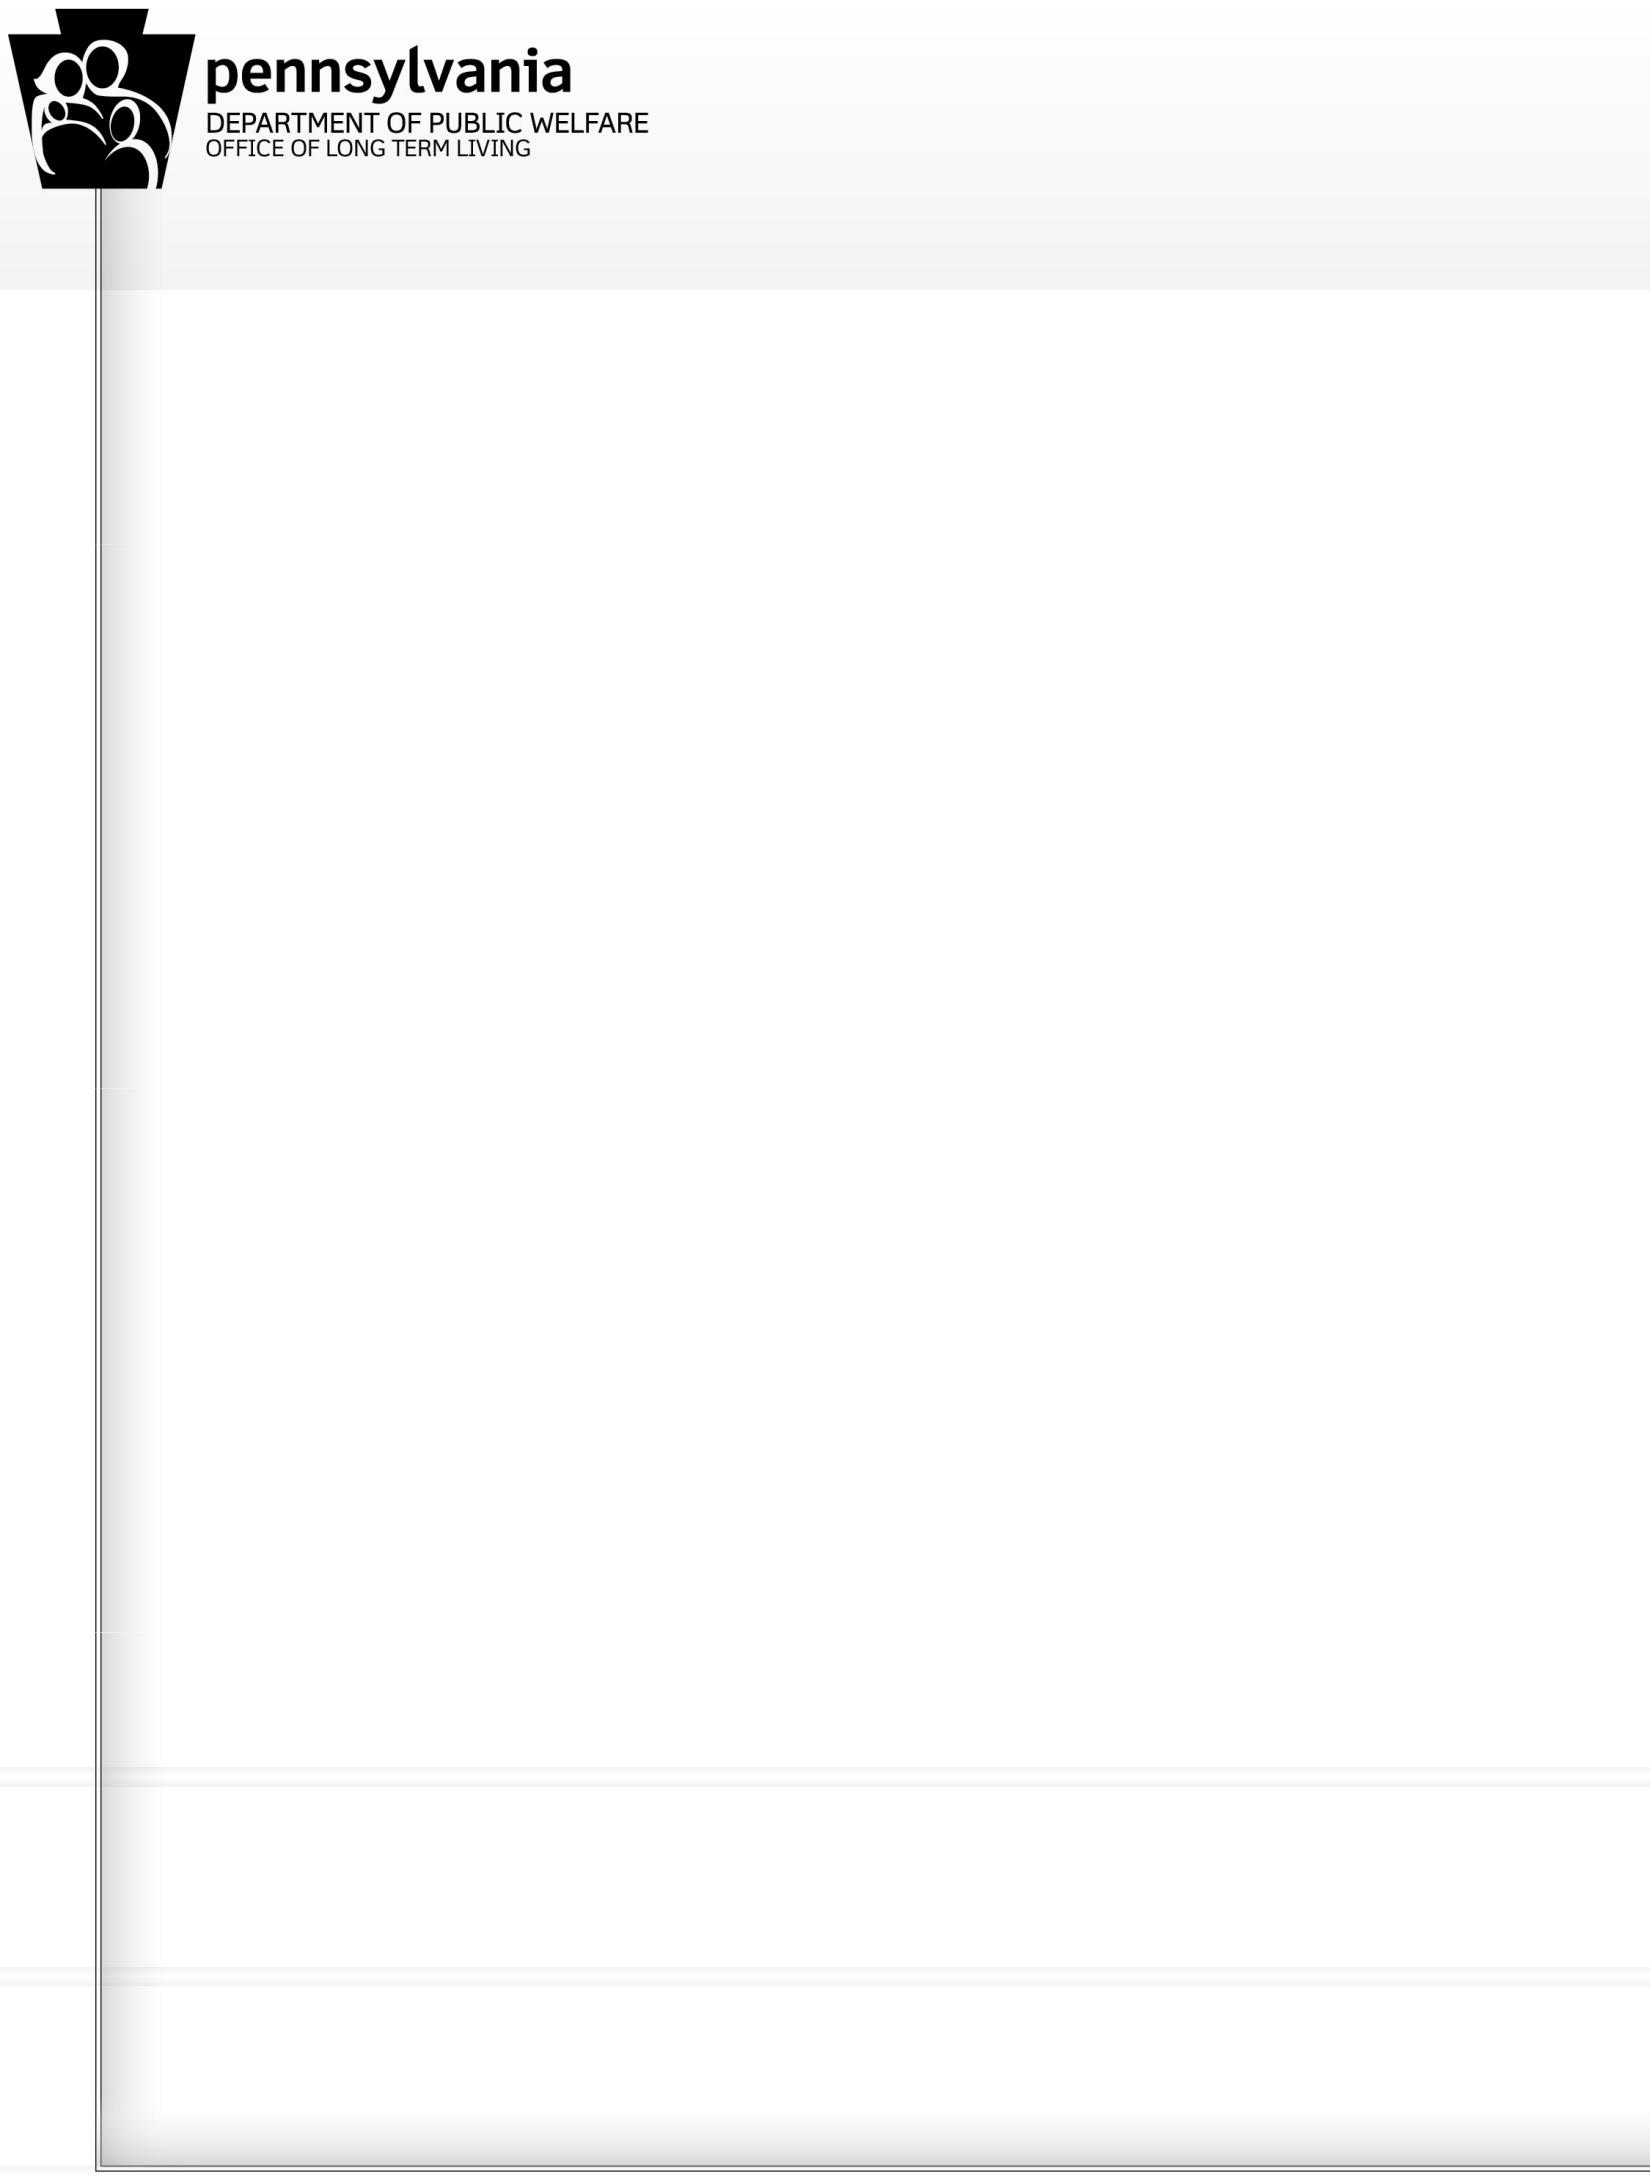 pennsylvania
DEPARTMENT OF PUBLIC WELFARE
OFFICE OF LONG TERM LIVING